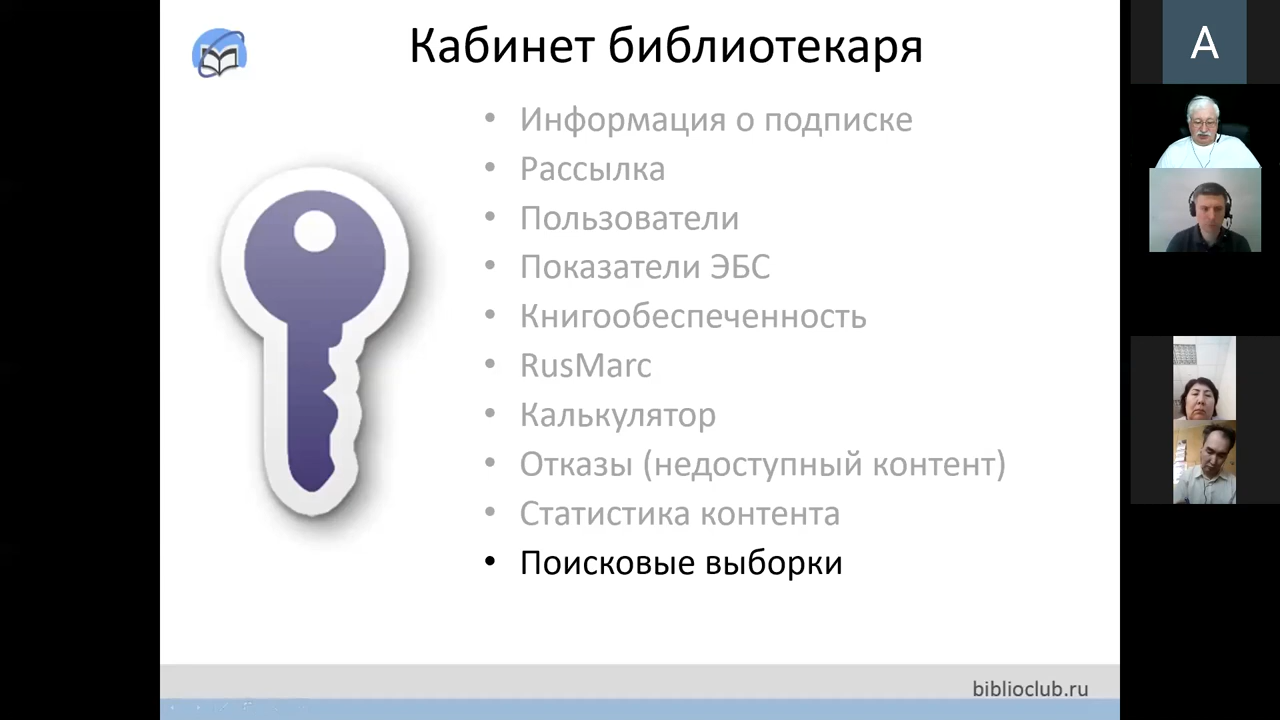 Кабинет библиотекаря
A
• Информация о подписке
• Рассылка
• Пользователи
• Показатели ЭБС
• Книгообеспеченность
• RusMarc
• Калькулятор
• Отказы (недоступный контент)
• Статистика контента
• Поисковые выборки
biblioclub.ru